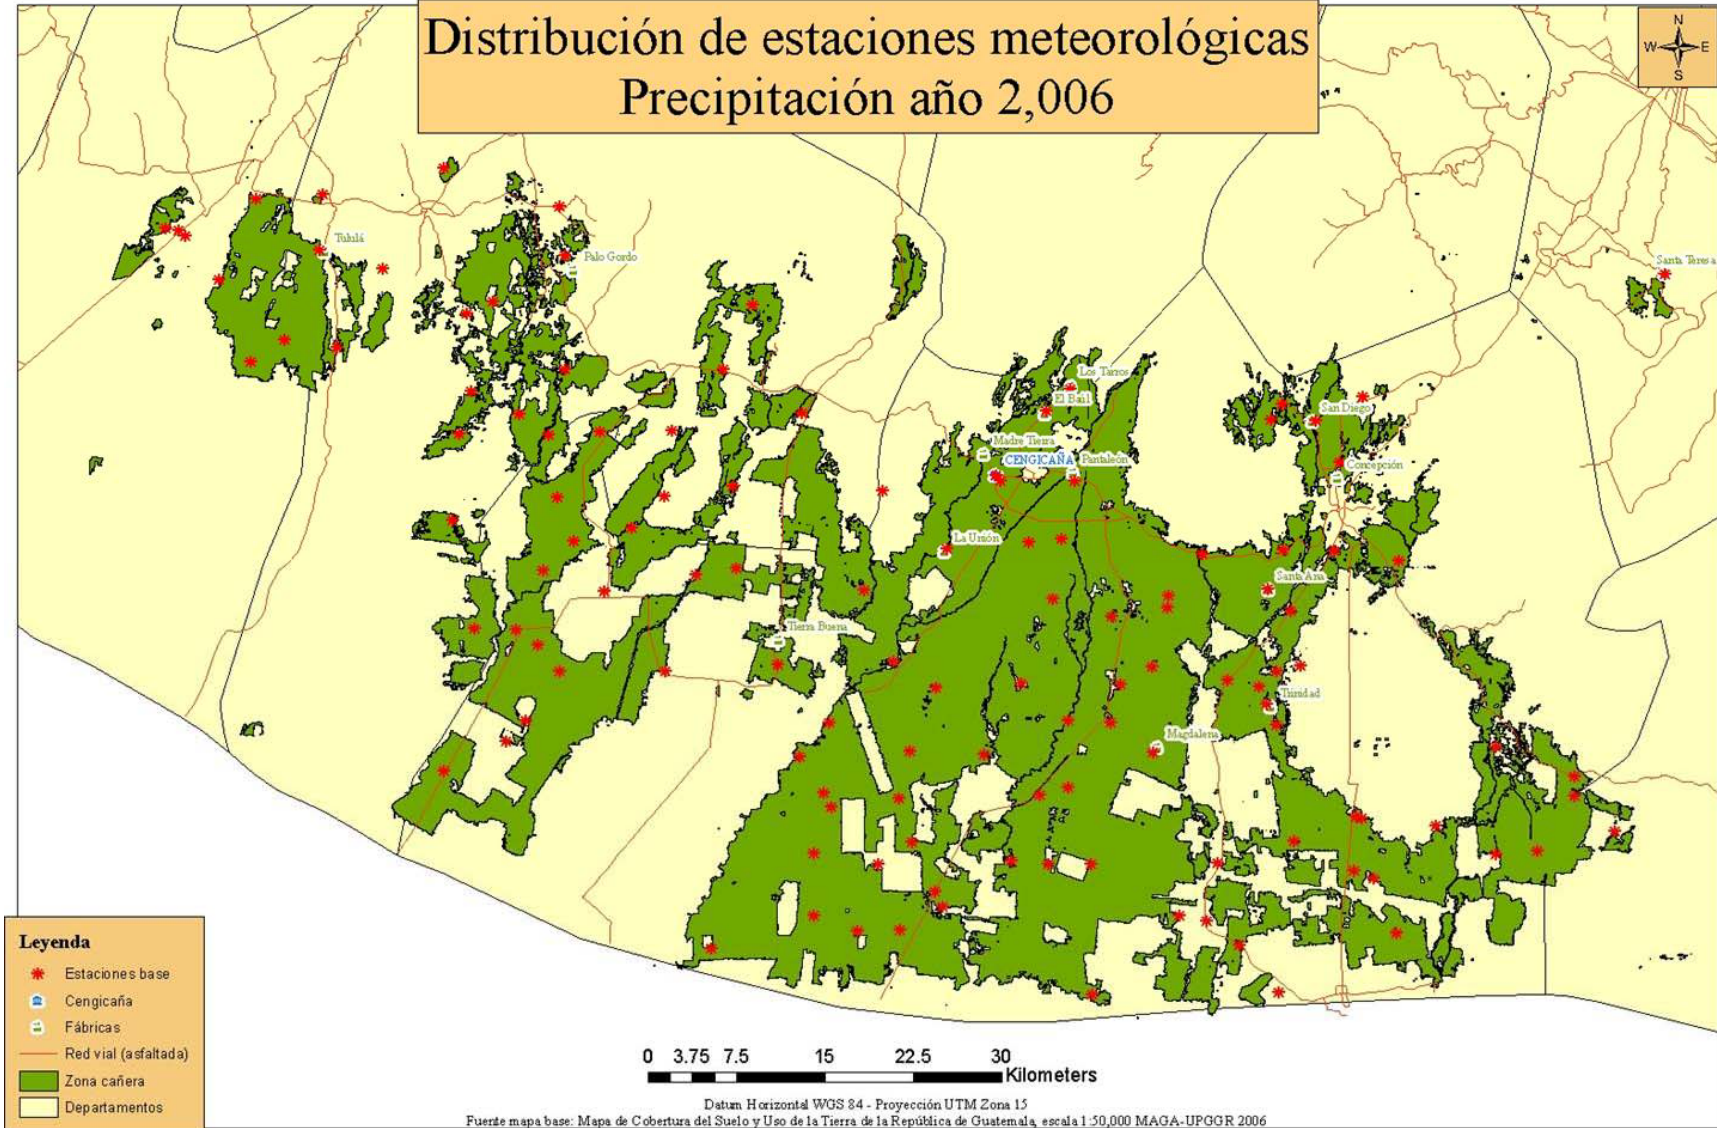 Distribución de estaciones meteorológicas
Precipitación año 2,006
N
W E
S
Tululá
Palo Gordo
Santa Teresa
Los Tarros
El Baúl
San Diego
Madre Tierra
CENGICAÑA
Pantaleón
Concepción
La Unión
Santa Ana
Tierra Buena
Trinidad
Magdalena
Leyenda
Estaciones base
Cengicaña
Fábricas
Red vial (asfaltada)
Zona cañera
Departamentos
0 3.75 7.5 15 22.5 30
Kilometers
Datum Horizontal WGS 84 - Proyección UTM Zona 15
Fuente mapa base: Mapa de Cobertura del Suelo y Uso de la Tierra de la República de Guatemala, escala 1:50,000 MAGA-UPGGR 2006